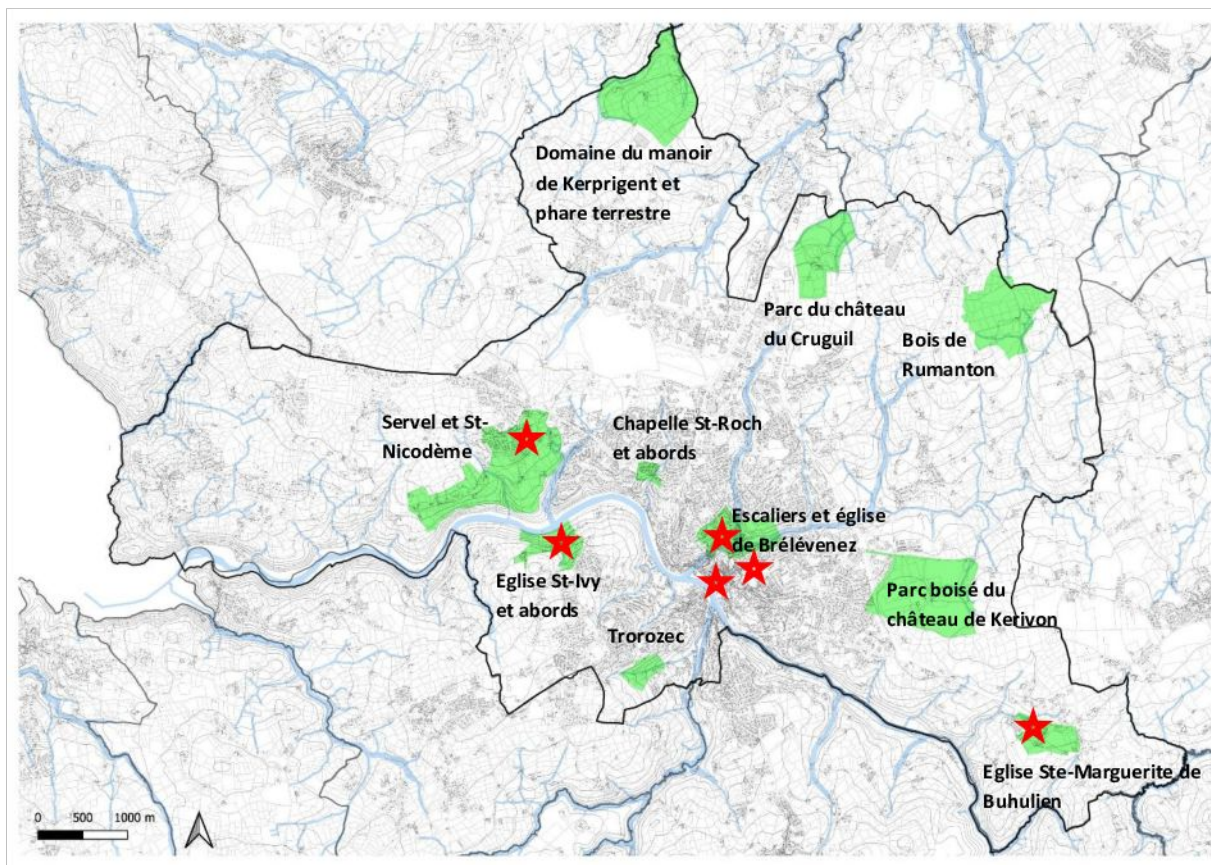 Domaine du manoir
de Kerprigent et
phare terrestre
Parc du château
du Cruguil
Bois de
Rumanton
Servel et St-
Nicodème
Chapelle St-Roch
et abords
Escaliers et église
de Brélévenez
Eglise St-Ivy
et abords
Parc boisé du
château de Kerivon
Trorozec
Eglise Ste-Marguerite de
Buhulien
0 500 1000 m